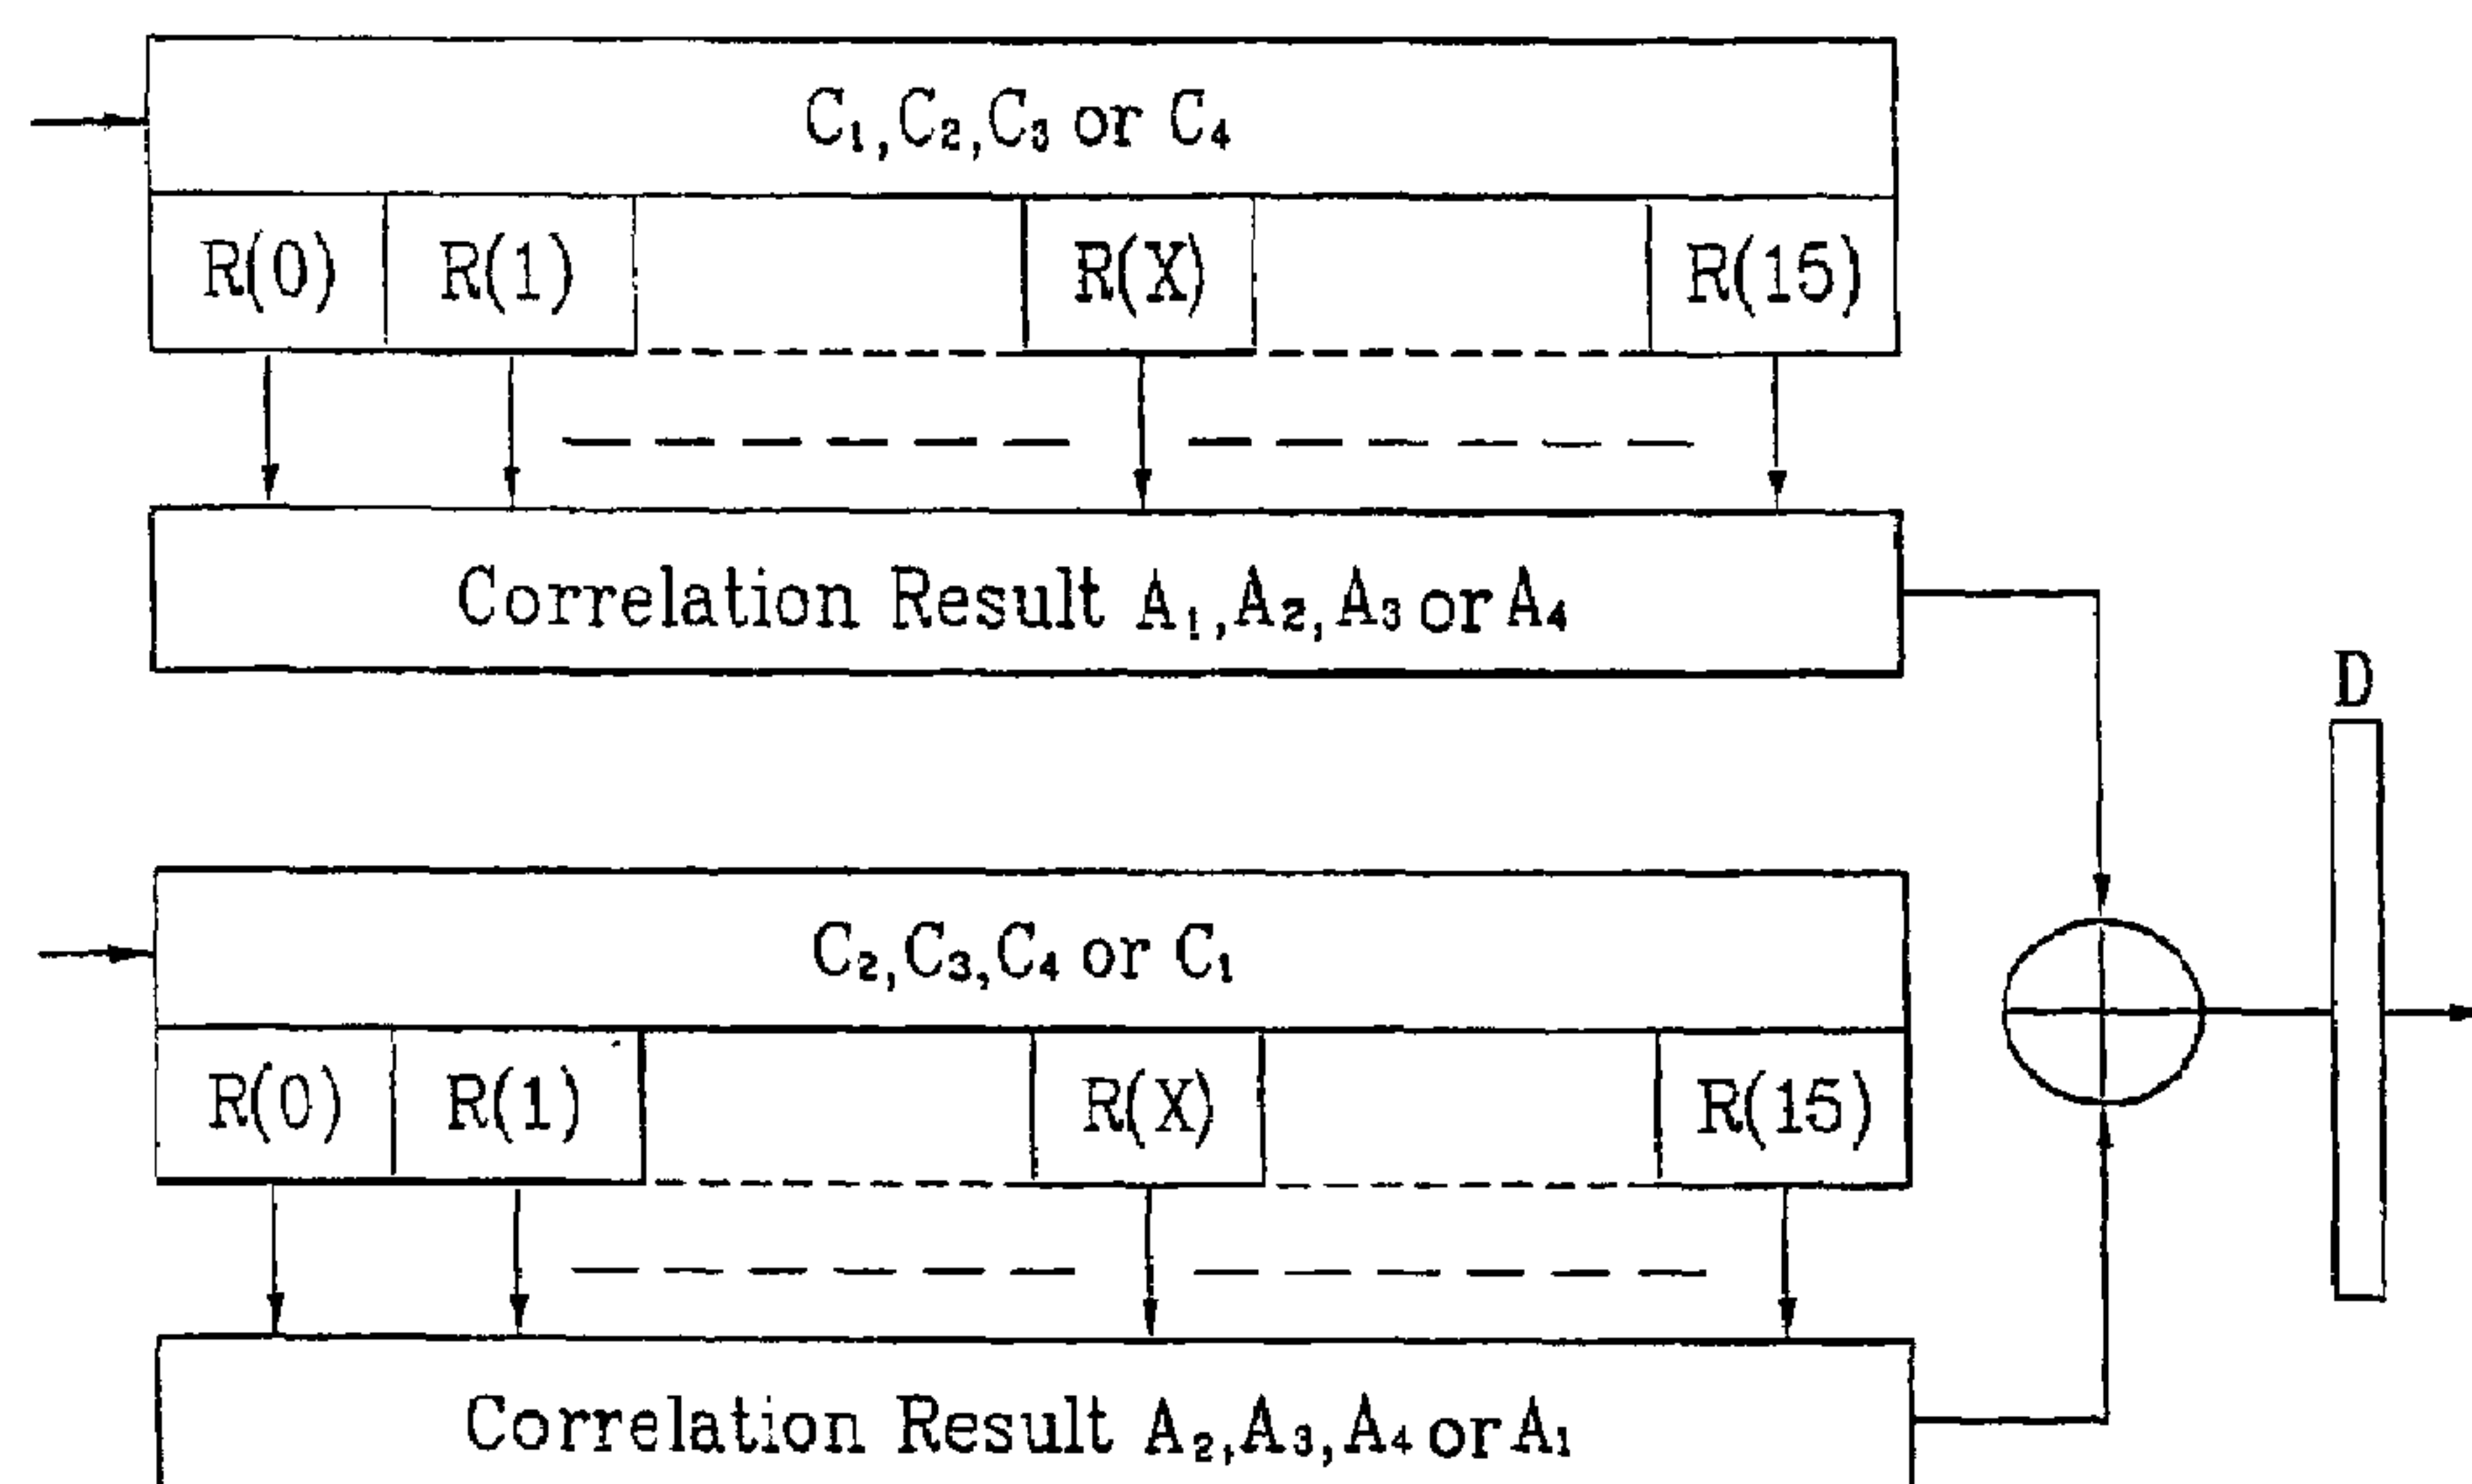 C₁,C₂,C₃ or C₄
R(0) R(1) R(X) R(15)
Correlation Result A₁,A₂,A₃ or A₄
D
C₂,C₃,C₄ or C₁
R(0) R(1) R(X) R(15)
Correlation Result A₂,A₃,A₄ or A₁